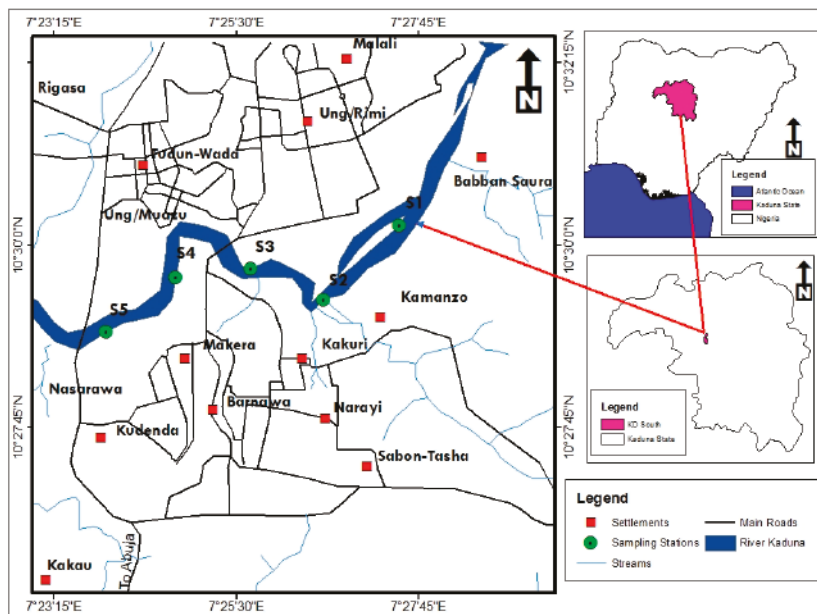 7°23'15"E 7°25'30"E 7°27'45"E
Malali
10°32'15"N
Rigasa
N
Ung/Rimi
Tudun-Wada
Babban Saura
Ung/Muazu
S1
10°30'0"N
S3
S4
S2
Kamanzo
S5
Makera
Kakuri
Nasarawa
Barnawa
Narayi
10°27'45"N
10°27'45"N
Kudenda
Sabon-Tasha
To Abuja
Kakau
7°23'15"E 7°25'30"E 7°27'45"E
N
Legend
Atlantic Ocean
Kaduna State
Nigeria
N
Legend
KD South
Kaduna State
Legend
Settlements
Main Roads
Sampling Stations
River Kaduna
Streams
10°32'15"N
10°30'0"N